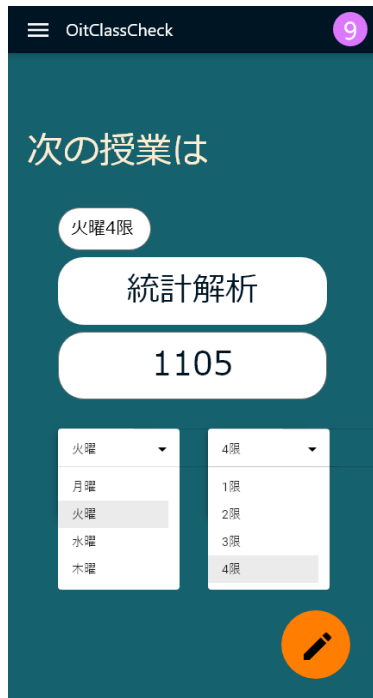 OitClassCheck
9
次の授業は
火曜4限
統計解析
1105
火曜 4限
月曜 1限
火曜 2限
水曜 3限
木曜 4限